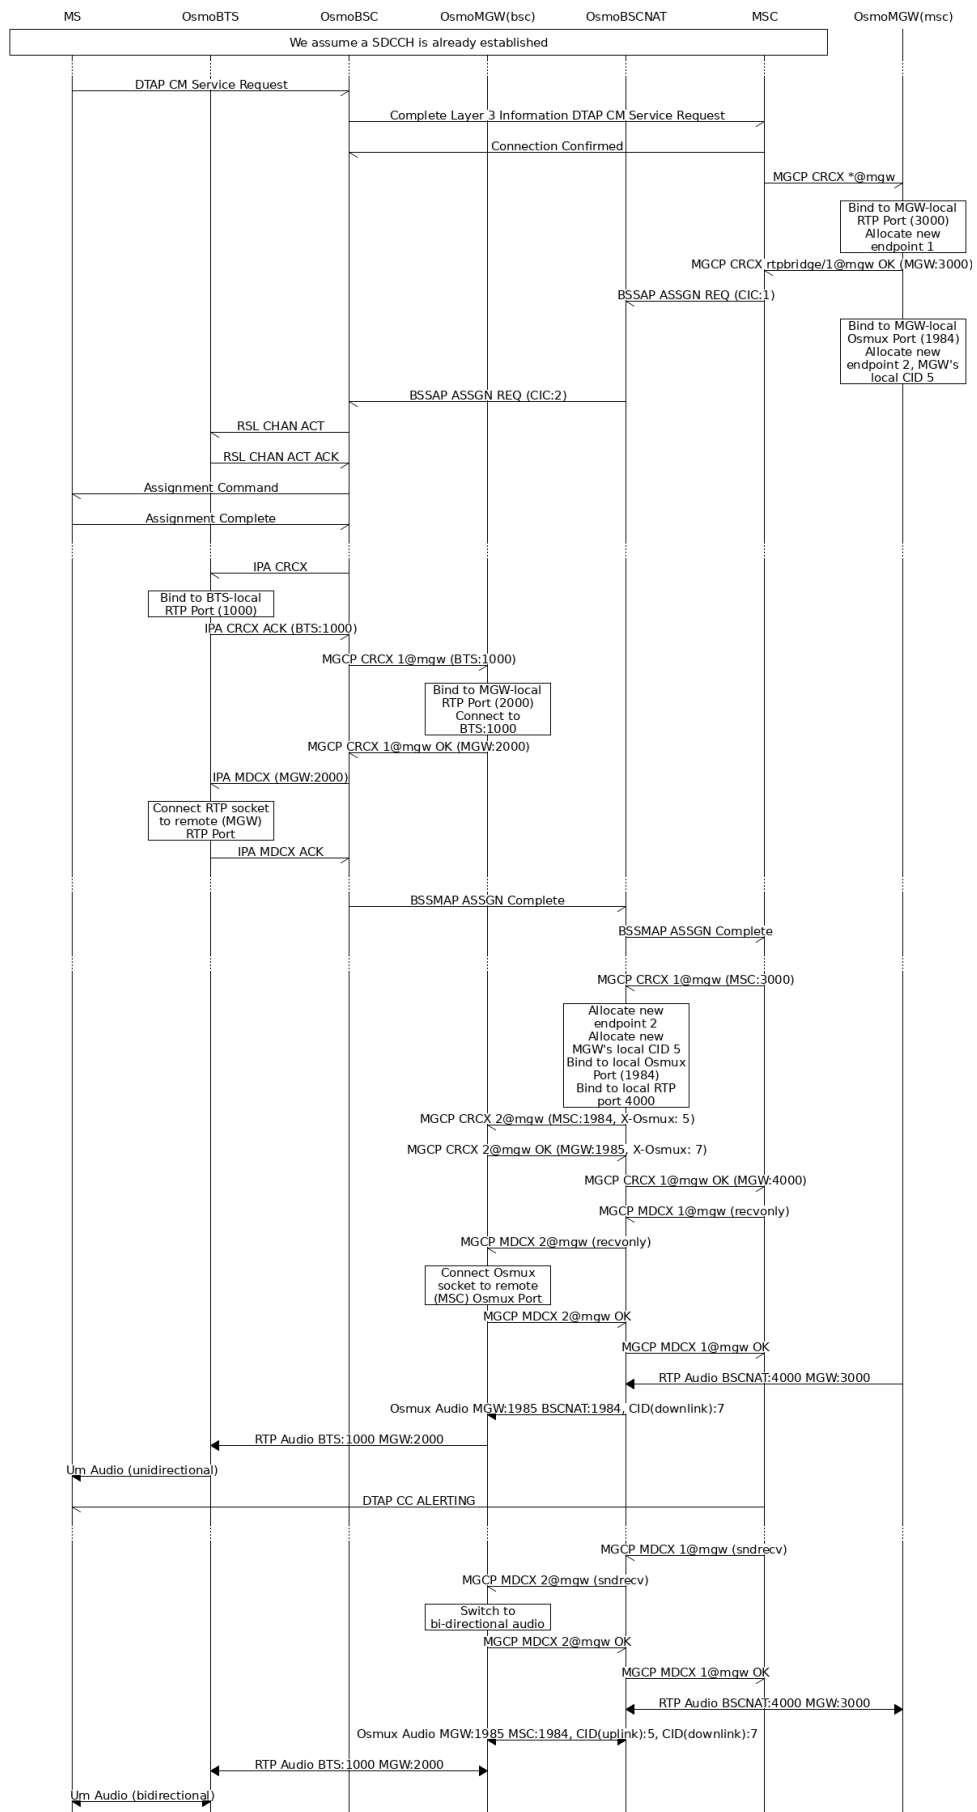 MS OsmoBTS OsmoBSC OsmoMGW(bsc) OsmoBSCNAT MSC OsmoMGW(msc)
We assume a SDCCH is already established
DTAP CM Service Request
Complete Layer 3 Information DTAP CM Service Request
Connection Confirmed
MGCP CRCX *@mgw
Bind to MGW-local
RTP Port (3000)
Allocate new
endpoint 1
MGCP CRCX rtpbridge/1@mgw OK (MGW:3000)
BSSAP ASSGN REQ (CIC:1)
Bind to MGW-local
Osmux Port (1984)
Allocate new
endpoint 2, MGW's
local CID 5
BSSAP ASSGN REQ (CIC:2)
RSL CHAN ACT
RSL CHAN ACT ACK
Assignment Command
Assignment Complete
IPA CRCX
Bind to BTS-local
RTP Port (1000)
IPA CRCX ACK (BTS:1000)
MGCP CRCX 1@mgw (BTS:1000)
Bind to MGW-local
RTP Port (2000)
Connect to
BTS:1000
MGCP CRCX 1@mgw OK (MGW:2000)
IPA MDCX (MGW:2000)
Connect RTP socket
to remote (MGW)
RTP Port
IPA MDCX ACK
BSSMAP ASSGN Complete
BSSMAP ASSGN Complete
MGCP CRCX 1@mgw (MSC:3000)
Allocate new
endpoint 2
Allocate new
MGW's local CID 5
Bind to local Osmux
Port (1984)
Bind to local RTP
port 4000
MGCP CRCX 2@mgw (MSC:1984, X-Osmux: 5)
MGCP CRCX 2@mgw OK (MGW:1985, X-Osmux: 7)
MGCP CRCX 1@mgw OK (MGW:4000)
MGCP MDCX 1@mgw (recvonly)
MGCP MDCX 2@mgw (recvonly)
Connect Osmux
socket to remote
(MSC) Osmux Port
MGCP MDCX 2@mgw OK
MGCP MDCX 1@mgw OK
RTP Audio BSCNAT:4000 MGW:3000
Osmux Audio MGW:1985 BSCNAT:1984, CID(downlink):7
RTP Audio BTS:1000 MGW:2000
Um Audio (unidirectional)
DTAP CC ALERTING
MGCP MDCX 1@mgw (sndrecv)
MGCP MDCX 2@mgw (sndrecv)
Switch to
bi-directional audio
MGCP MDCX 2@mgw OK
MGCP MDCX 1@mgw OK
RTP Audio BSCNAT:4000 MGW:3000
Osmux Audio MGW:1985 MSC:1984, CID(uplink):5, CID(downlink):7
RTP Audio BTS:1000 MGW:2000
Um Audio (bidirectional)